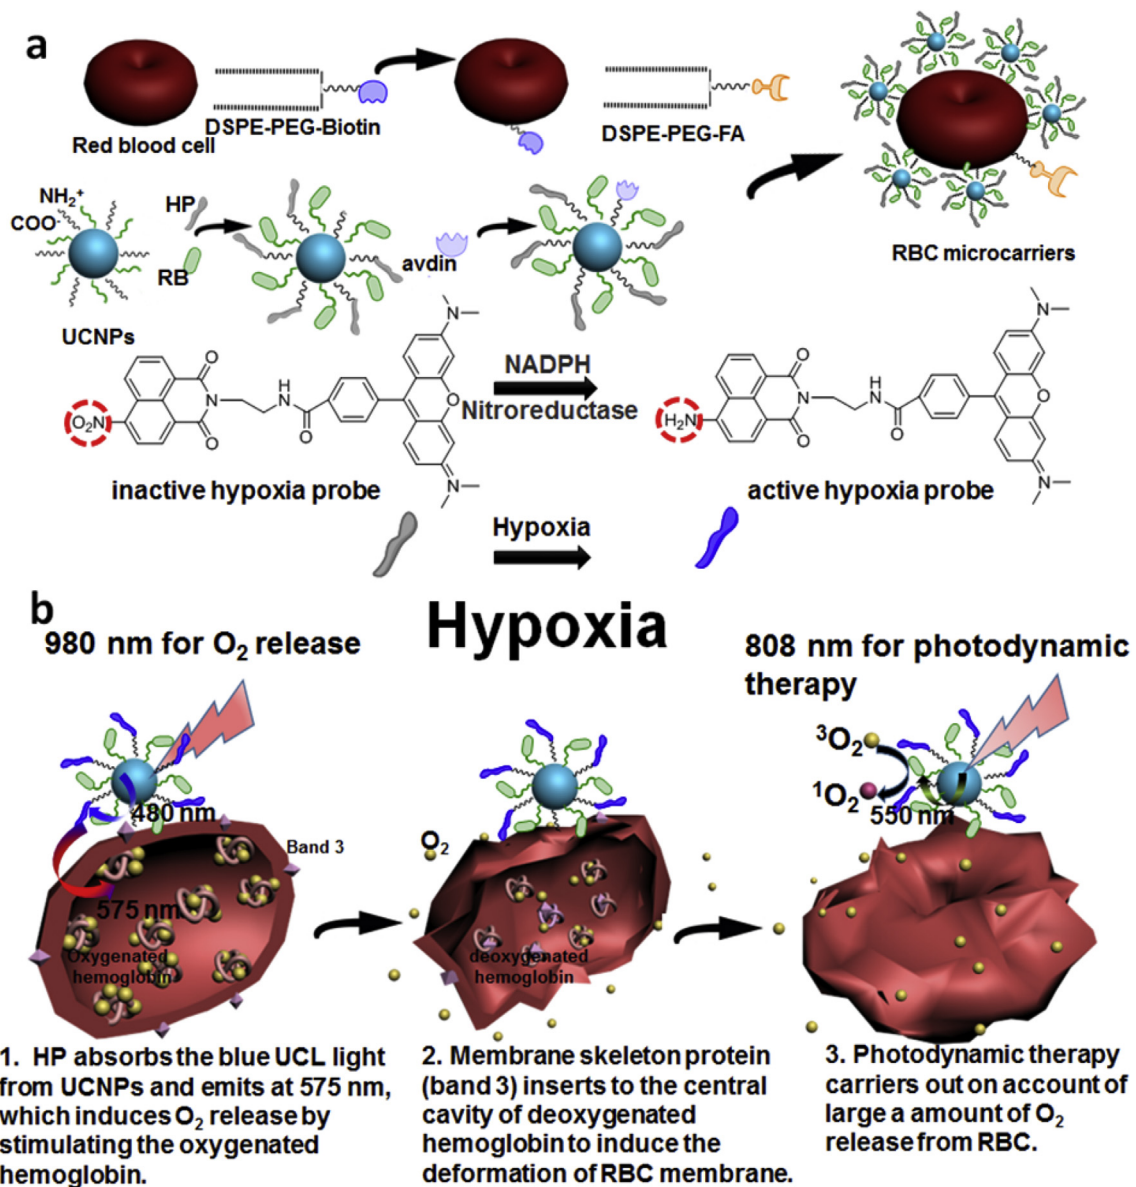 a
Red blood cell
DSPE-PEG-Biotin
DSPE-PEG-FA
RBC microcarriers
NH₂⁺
COO⁻
HP
RB
UCNPs
avdin
O₂N
O
N
O
H
N
O
N
O
N
NADPH
Nitroreductase
H₂N
O
N
O
H
N
O
N
O
N
inactive hypoxia probe
active hypoxia probe
Hypoxia
b
Hypoxia
980 nm for O₂ release
808 nm for photodynamic
therapy
480 nm
575 nm
Band 3
Oxygenated
hemoglobin
O₂
deoxygenated
hemoglobin
³O₂
¹O₂
550 nm
1. HP absorbs the blue UCL light
from UCNPs and emits at 575 nm,
which induces O₂ release by
stimulating the oxygenated
hemoglobin.
2. Membrane skeleton protein
(band 3) inserts to the central
cavity of deoxygenated
hemoglobin to induce the
deformation of RBC membrane.
3. Photodynamic therapy
carriers out on account of
large a amount of O₂
release from RBC.